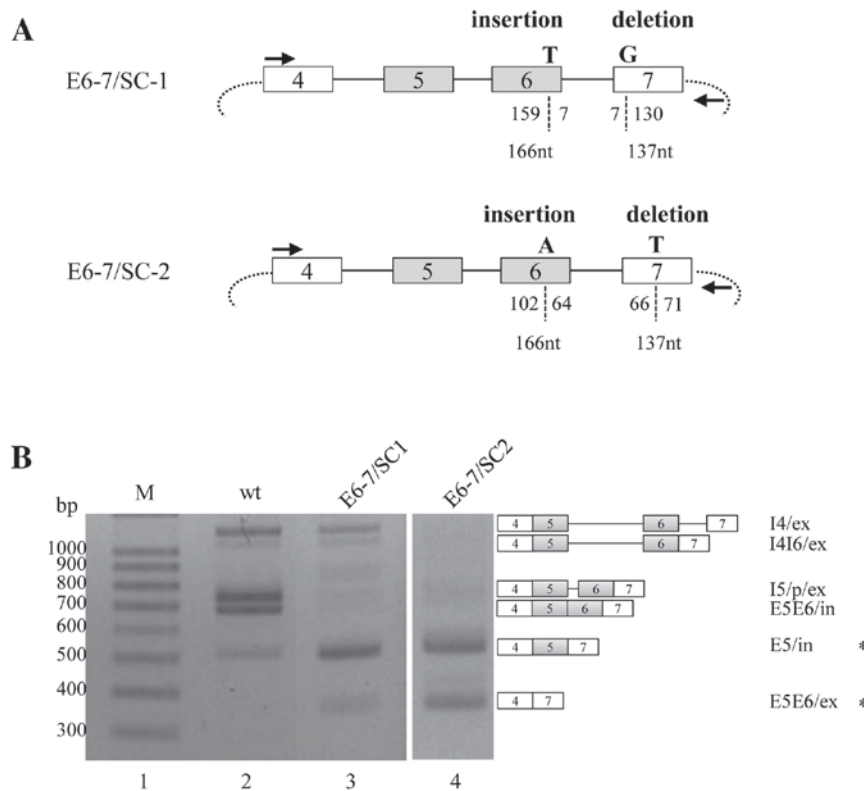 A
insertion deletion
T G
E6-7/SC-1
4 5 6 7
159 7 7 130
166nt 137nt
insertion deletion
A T
E6-7/SC-2
4 5 6 7
102 64 66 71
166nt 137nt
B
bp M wt E6-7/SC1 E6-7/SC2
1000
900
800
700
600
500
400
300
4 5 6 7 I4/ex
4 5 6 7 I4I6/ex
4 5 6 7 I5/p/ex
4 5 6 7 E5E6/in
4 5 7 E5/in *
4 7 E5E6/ex *
1 2 3 4